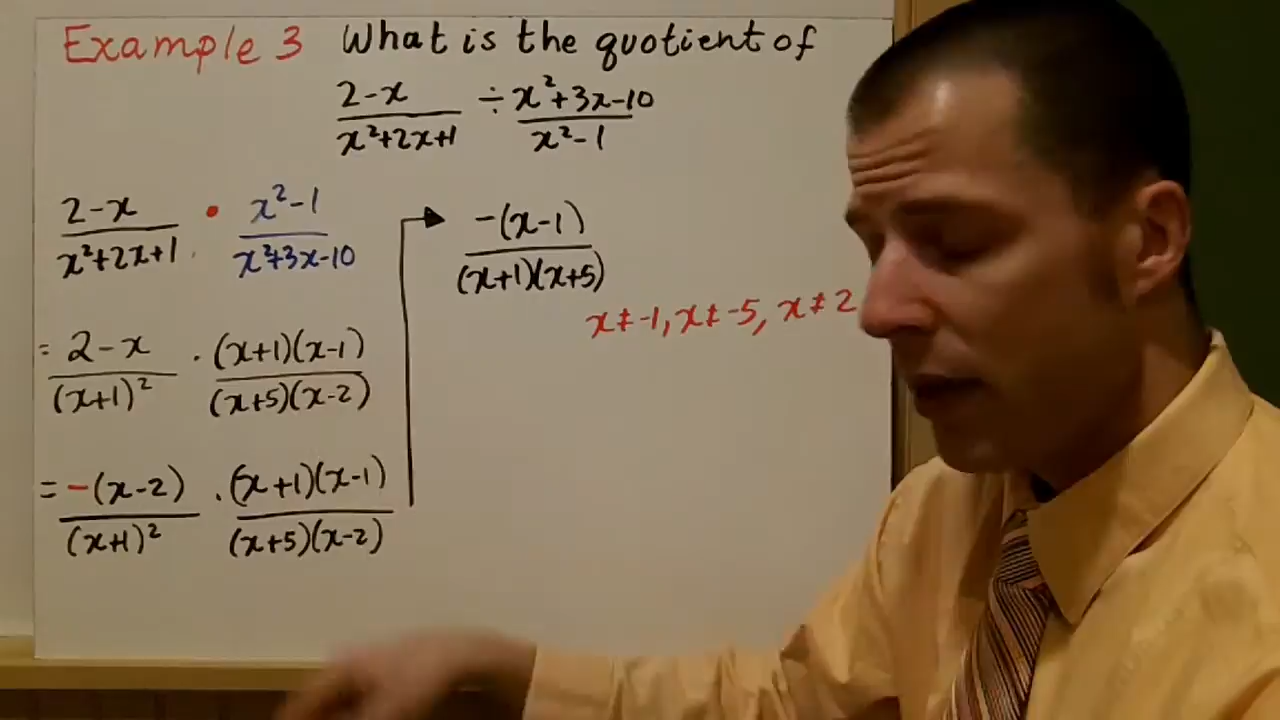 Example 3 What is the quotient of
2-x ÷ x²+3x-10
x²+2x+1 x²-1
2-x • x²-1
x²+2x+1 x²+3x-10
= 2-x · (x+1)(x-1)
(x+1)² (x+5)(x-2)
= -(x-2) · (x+1)(x-1)
(x+1)² (x+5)(x-2)
-(x-1)
(x+1)(x+5)
x≠-1, x≠-5, x≠2